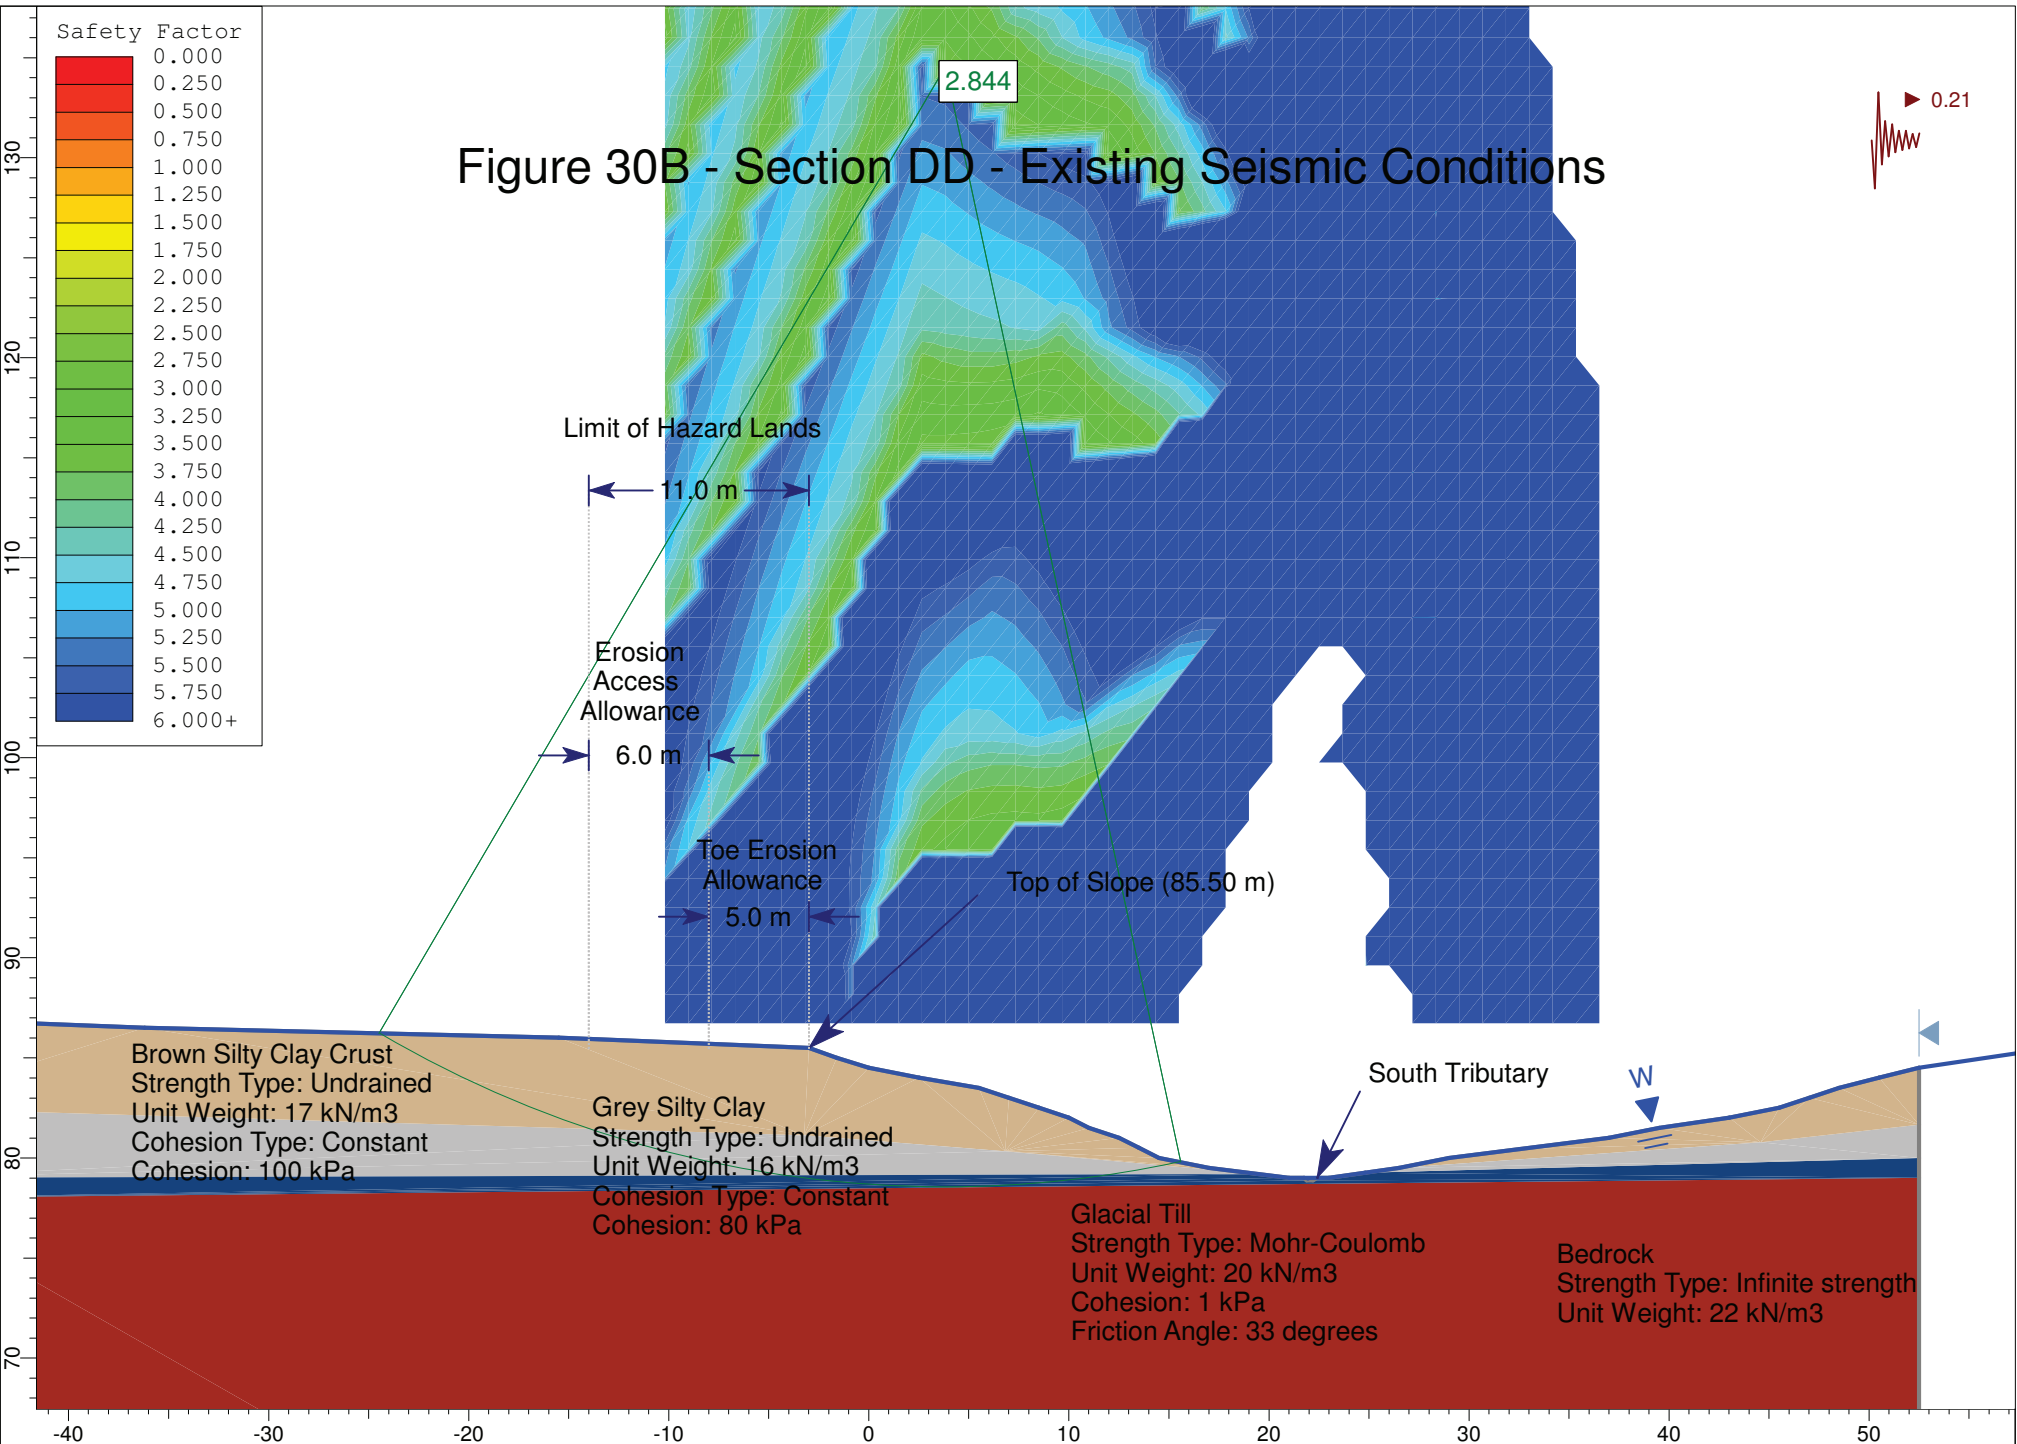 Safety Factor
0.000
0.250
0.500
0.750
1.000
1.250
1.500
1.750
2.000
2.250
2.500
2.750
3.000
3.250
3.500
3.750
4.000
4.250
4.500
4.750
5.000
5.250
5.500
5.750
6.000+
2.844
0.21
Figure 30B - Section DD - Existing Seismic Conditions
Limit of Hazard Lands
11.0 m
Erosion
Access
Allowance
6.0 m
Toe Erosion
Allowance
5.0 m
Top of Slope (85.50 m)
South Tributary
W
Brown Silty Clay Crust
Strength Type: Undrained
Unit Weight: 17 kN/m3
Cohesion Type: Constant
Cohesion: 100 kPa
Grey Silty Clay
Strength Type: Undrained
Unit Weight: 16 kN/m3
Cohesion Type: Constant
Cohesion: 80 kPa
Glacial Till
Strength Type: Mohr-Coulomb
Unit Weight: 20 kN/m3
Cohesion: 1 kPa
Friction Angle: 33 degrees
Bedrock
Strength Type: Infinite strength
Unit Weight: 22 kN/m3
130
120
110
100
90
80
70
-40 -30 -20 -10 0 10 20 30 40 50